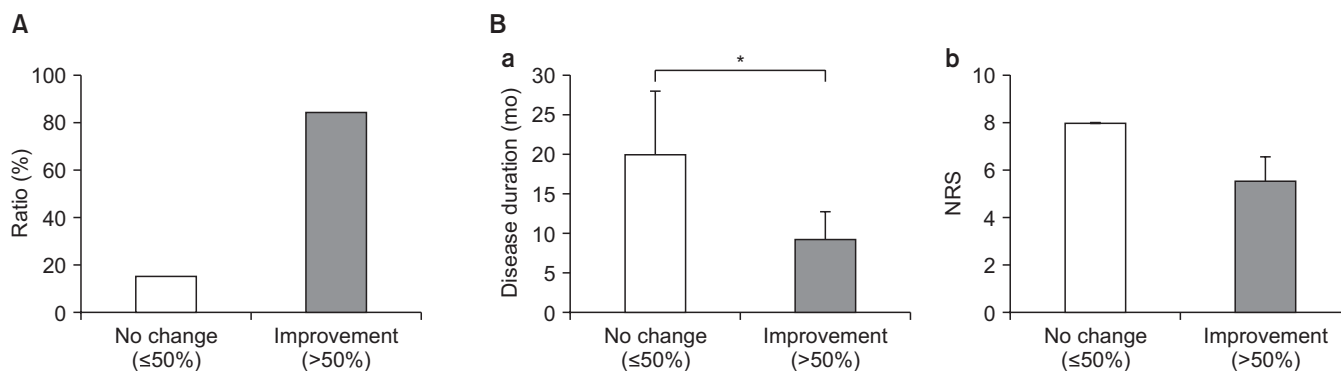 A
Ratio (%)
100
80
60
40
20
0
No change
(≤50%)
Improvement
(>50%)
B
a
*
Disease duration (mo)
30
25
20
15
10
5
0
No change
(≤50%)
Improvement
(>50%)
b
NRS
10
8
6
4
2
0
No change
(≤50%)
Improvement
(>50%)